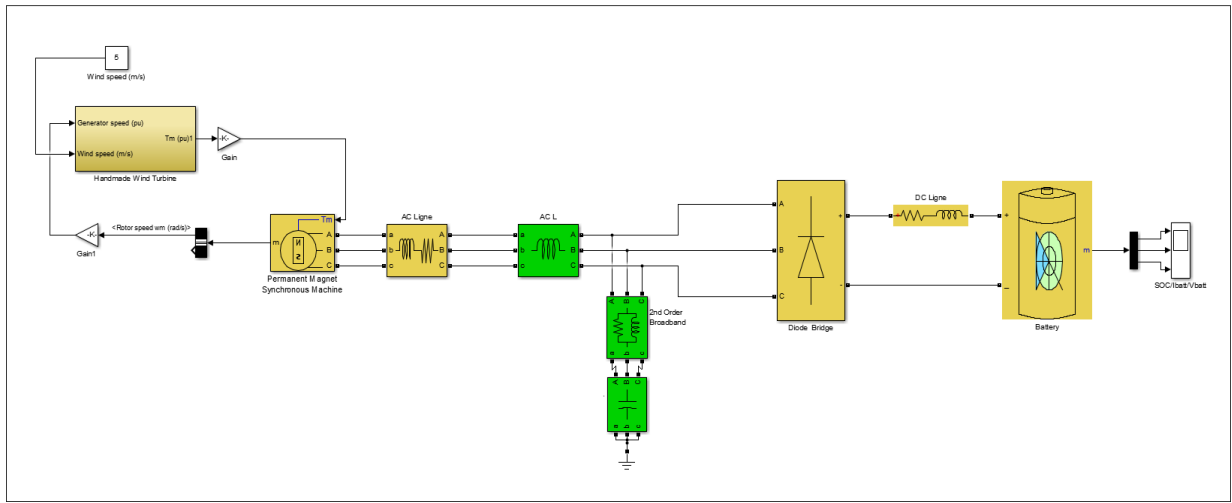 5
Wind speed (m/s)
Generator speed (pu)
Tm (pu)1
Wind speed (m/s)
Handmade Wind Turbine
-K-
Gain
-K-
Gain1
<Rotor speed wm (rad/s)>
m
Tm
N
S
A
B
C
Permanent Magnet
Synchronous Machine
AC Ligne
a
b
c
A
B
C
AC L
a
b
c
A
B
C
A
B
C
2nd Order
Broadband
a
b
c
A
B
C
a
b
c
A
B
C
+
-
Diode Bridge
DC Ligne
+
+
_
m
Battery
SOC/Ibatt/Vbatt